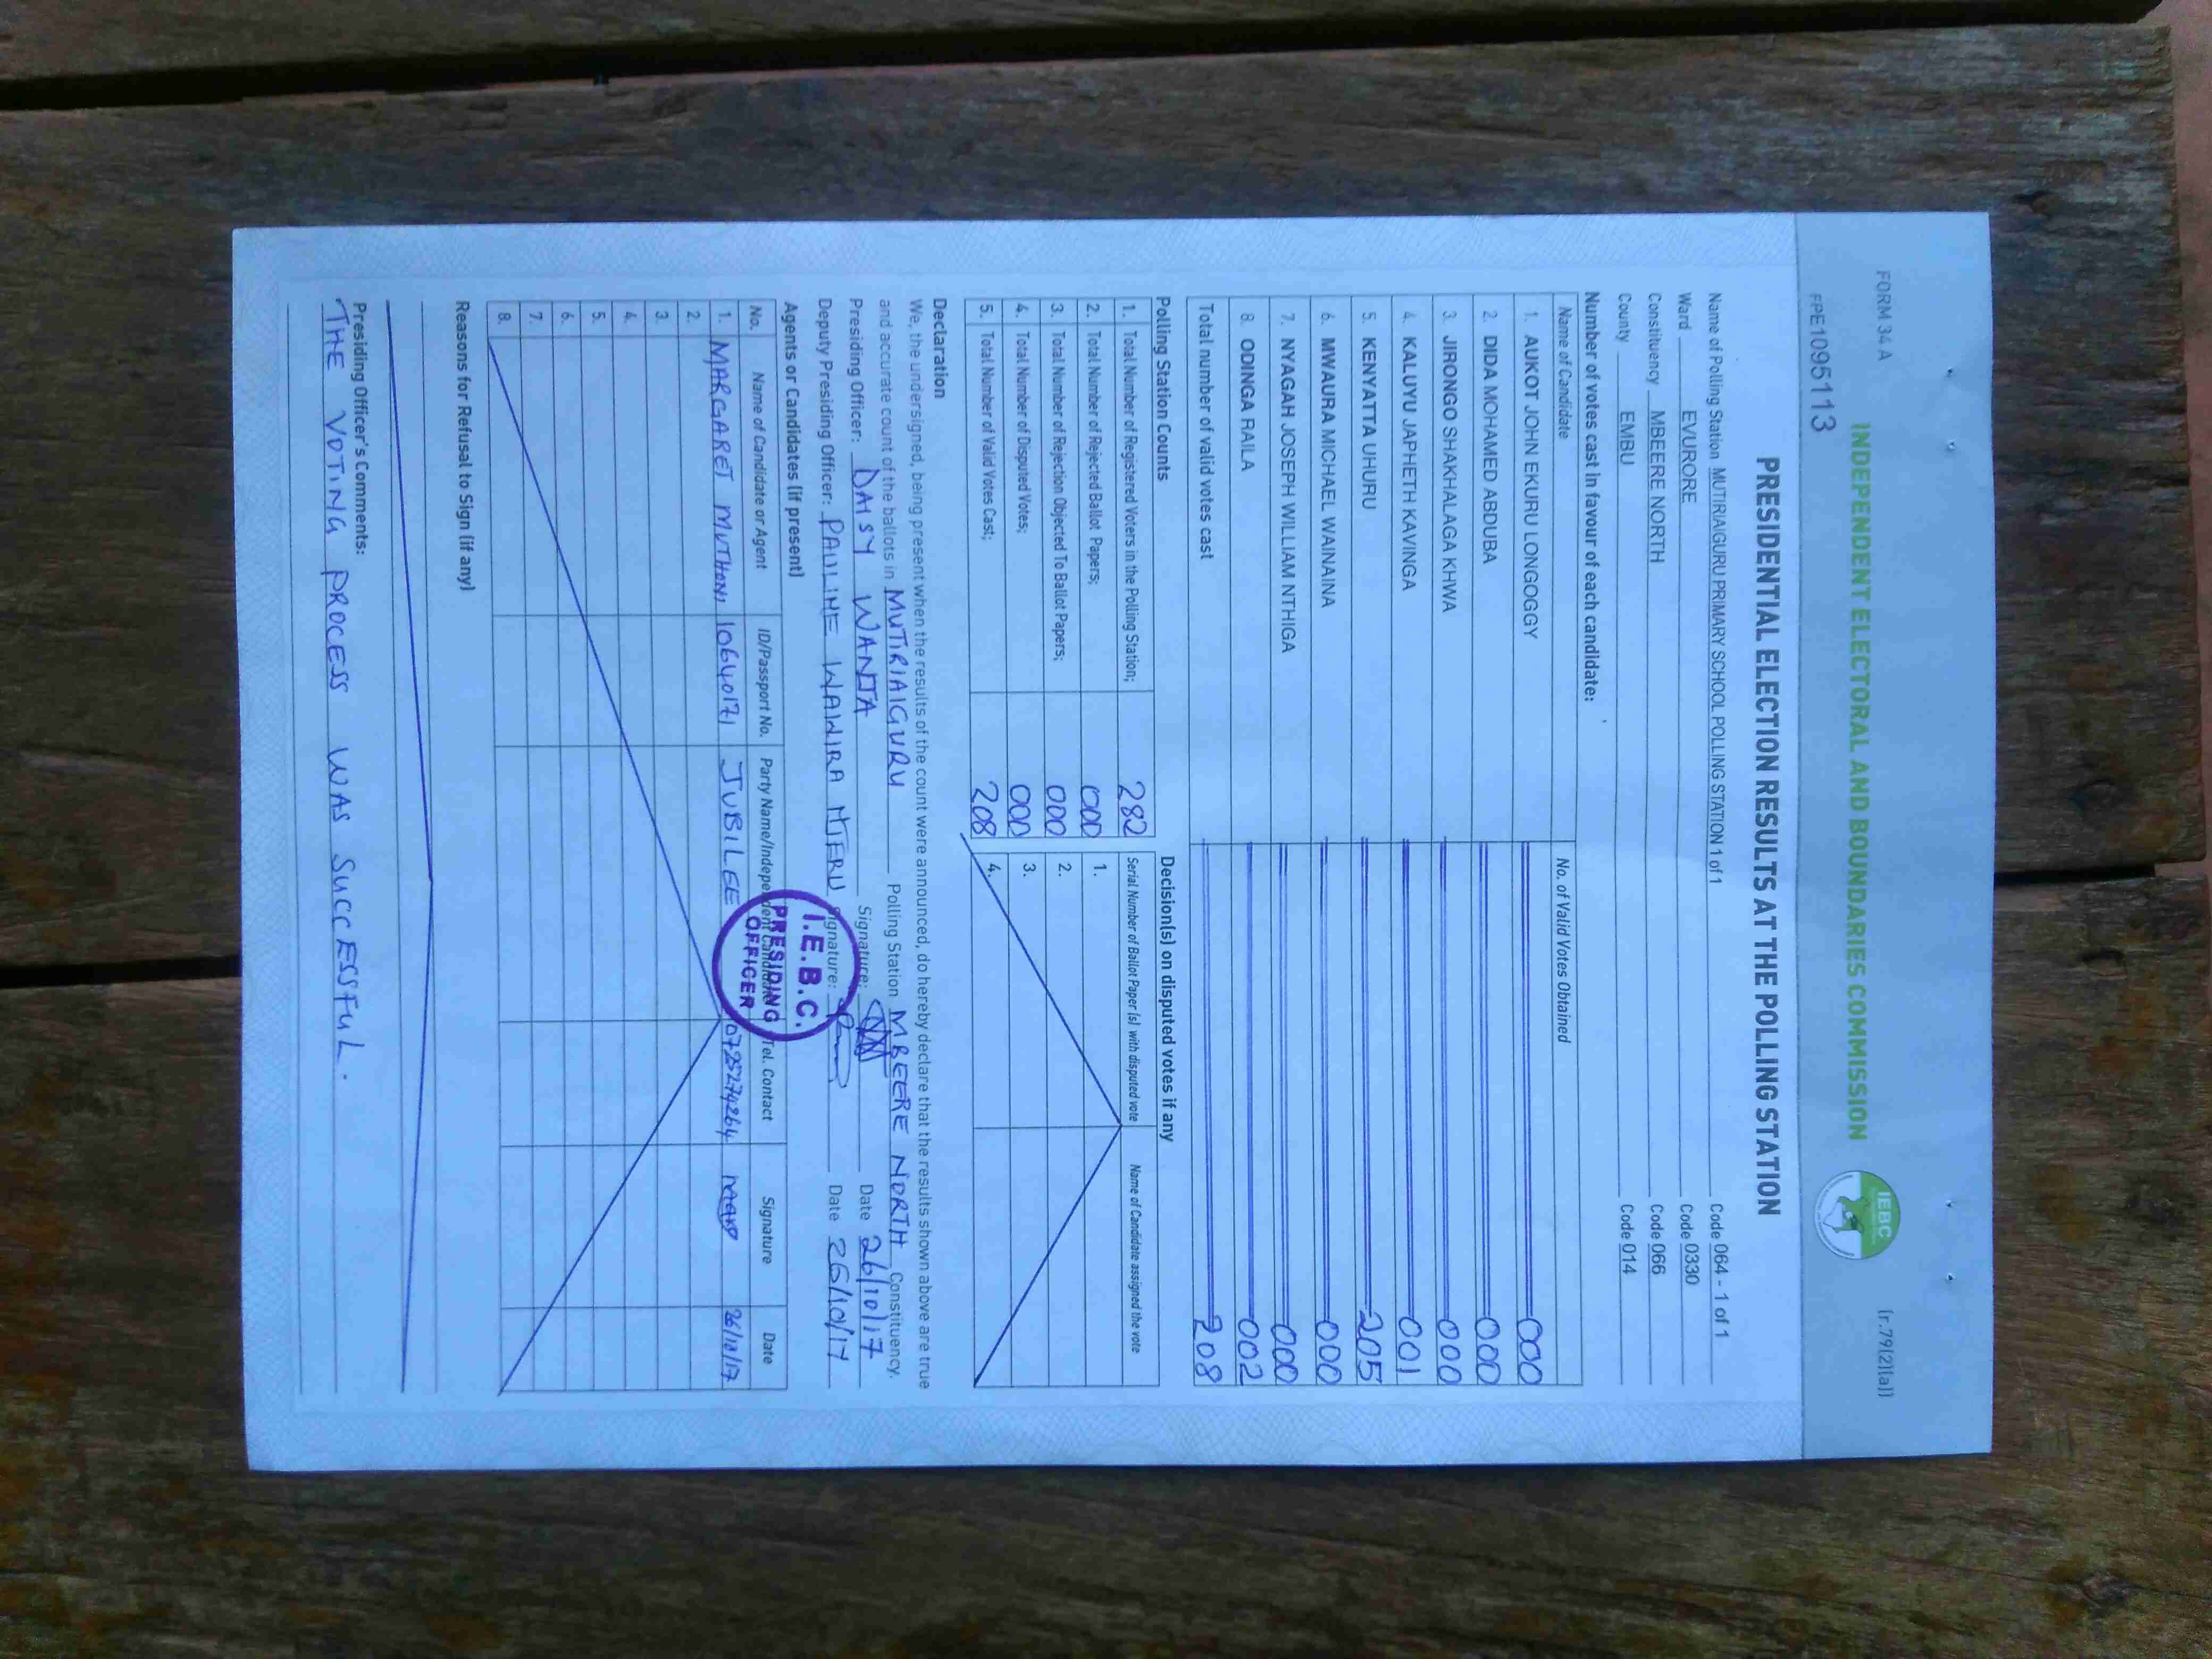 FORM 34 A
INDEPENDENT ELECTORAL AND BOUNDARIES COMMISSION
IEBC
(r.79(2)(a))
FPE1095113
PRESIDENTIAL ELECTION RESULTS AT THE POLLING STATION
Name of Polling Station MUTIRIAIGURU PRIMARY SCHOOL POLLING STATION 1 of 1 Code 064 - 1 of 1
Ward EVURORE Code 0330
Constituency MBEERE NORTH Code 066
County EMBU Code 014
Number of votes cast in favour of each candidate:
Name of Candidate No. of Valid Votes Obtained
1. AUKOT JOHN EKURU LONGOGGY 000
2. DIDA MOHAMED ABDUBA 000
3. JIRONGO SHAKHALAGA KHWA 000
4. KALUYU JAPHETH KAVINGA 001
5. KENYATTA UHURU 205
6. MWAURA MICHAEL WAINAINA 000
7. NYAGAH JOSEPH WILLIAM NTHIGA 000
8. ODINGA RAILA 002
Total number of valid votes cast 208
Polling Station Counts
1. Total Number of Registered Voters in the Polling Station; 282
2. Total Number of Rejected Ballot Papers; 000
3. Total Number of Rejection Objected To Ballot Papers; 000
4. Total Number of Disputed Votes; 000
5. Total Number of Valid Votes Cast; 208
Decision(s) on disputed votes if any
Serial Number of Ballot Paper (s) with disputed vote Name of Candidate assigned the vote
1.
2.
3.
4.
Declaration
We, the undersigned, being present when the results of the count were announced, do hereby declare that the results shown above are true
and accurate count of the ballots in MUTIRIAIGURU Polling Station MBEERE NORTH Constituency.
Presiding Officer: DAISY WANJA Signature: Date 26/10/17
Deputy Presiding Officer: PAULINE WAWIRA NJERU Signature: Date 26/10/17
I.E.B.C.
PRESIDING
OFFICER
Agents or Candidates (if present)
No. Name of Candidate or Agent ID/Passport No. Party Name/Independent Candidate Tel. Contact Signature Date
1. MARGARET MUTHONI 10640171 JUBILEE 0725274264 26/10/17
2.
3.
4.
5.
6.
7.
8.
Reasons for Refusal to Sign (if any)
Presiding Officer's Comments:
THE VOTING PROCESS WAS SUCCESSFUL.